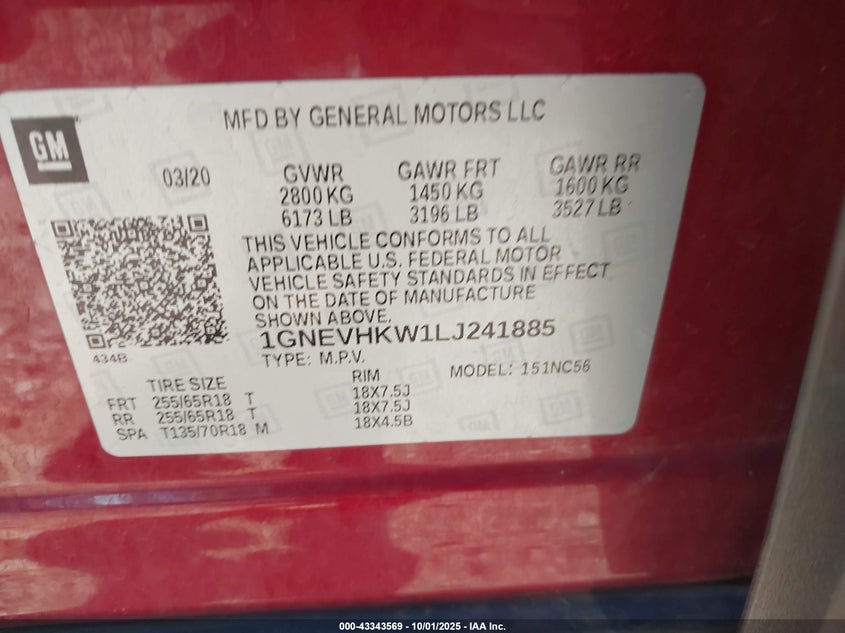 MFD BY GENERAL MOTORS LLC
GM
03/20 GVWR GAWR FRT GAWR RR
2800 KG 1450 KG 1600 KG
6173 LB 3196 LB 3527 LB
THIS VEHICLE CONFORMS TO ALL
APPLICABLE U.S. FEDERAL MOTOR
VEHICLE SAFETY STANDARDS IN EFFECT
ON THE DATE OF MANUFACTURE
SHOWN ABOVE.
1GNEVHKW1LJ241885
434B
TYPE: M.P.V. MODEL: 151NC56
TIRE SIZE RIM
FRT 255/65R18 T 18X7.5J
RR 255/65R18 T 18X7.5J
SPA T135/70R18 M 18X4.5B
000-43343569 - 10/01/2025 - IAA Inc.